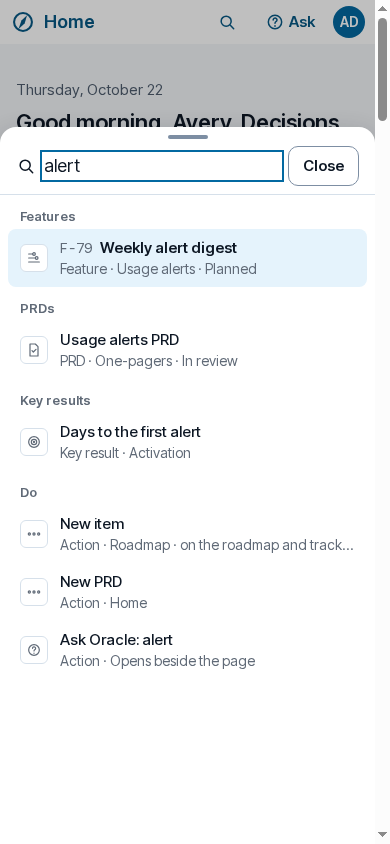 Home
Ask
AD
Thursday, October 22
Good morning, Avery. Decisions
alert
Close
Features
F-79 Weekly alert digest
Feature · Usage alerts · Planned
PRDs
Usage alerts PRD
PRD · One-pagers · In review
Key results
Days to the first alert
Key result · Activation
Do
New item
Action · Roadmap · on the roadmap and track…
New PRD
Action · Home
Ask Oracle: alert
Action · Opens beside the page